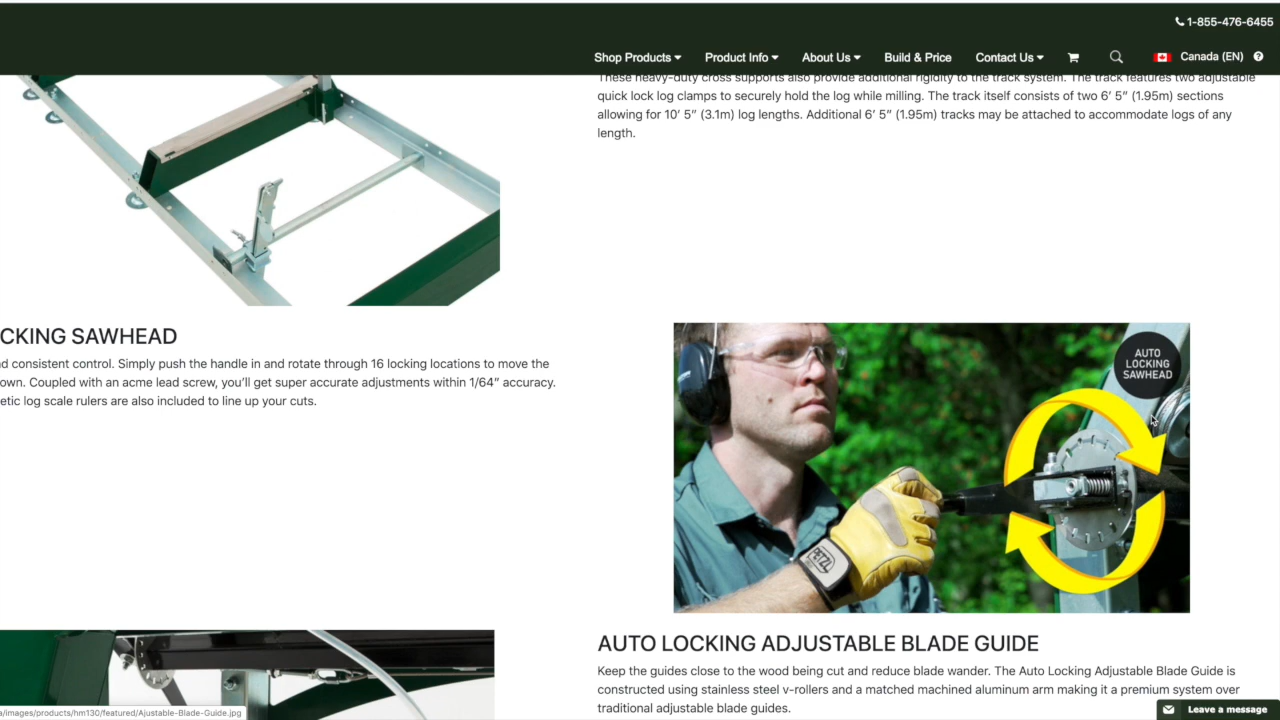 1-855-476-6455
Shop Products
Product Info
About Us
Build & Price
Contact Us
Canada (EN)
These heavy-duty cross supports also provide additional rigidity to the track system. The track features two adjustable
quick lock log clamps to securely hold the log while milling. The track itself consists of two 6’ 5” (1.95m) sections
allowing for 10’ 5” (3.1m) log lengths. Additional 6’ 5” (1.95m) tracks may be attached to accommodate logs of any
length.
CKING SAWHEAD
d consistent control. Simply push the handle in and rotate through 16 locking locations to move the
own. Coupled with an acme lead screw, you’ll get super accurate adjustments within 1/64” accuracy.
etic log scale rulers are also included to line up your cuts.
AUTO
LOCKING
SAWHEAD
PETZL
AUTO LOCKING ADJUSTABLE BLADE GUIDE
Keep the guides close to the wood being cut and reduce blade wander. The Auto Locking Adjustable Blade Guide is
constructed using stainless steel v-rollers and a matched machined aluminum arm making it a premium system over
traditional adjustable blade guides.
a/images/products/hm130/featured/Ajustable-Blade-Guide.jpg
Leave a message